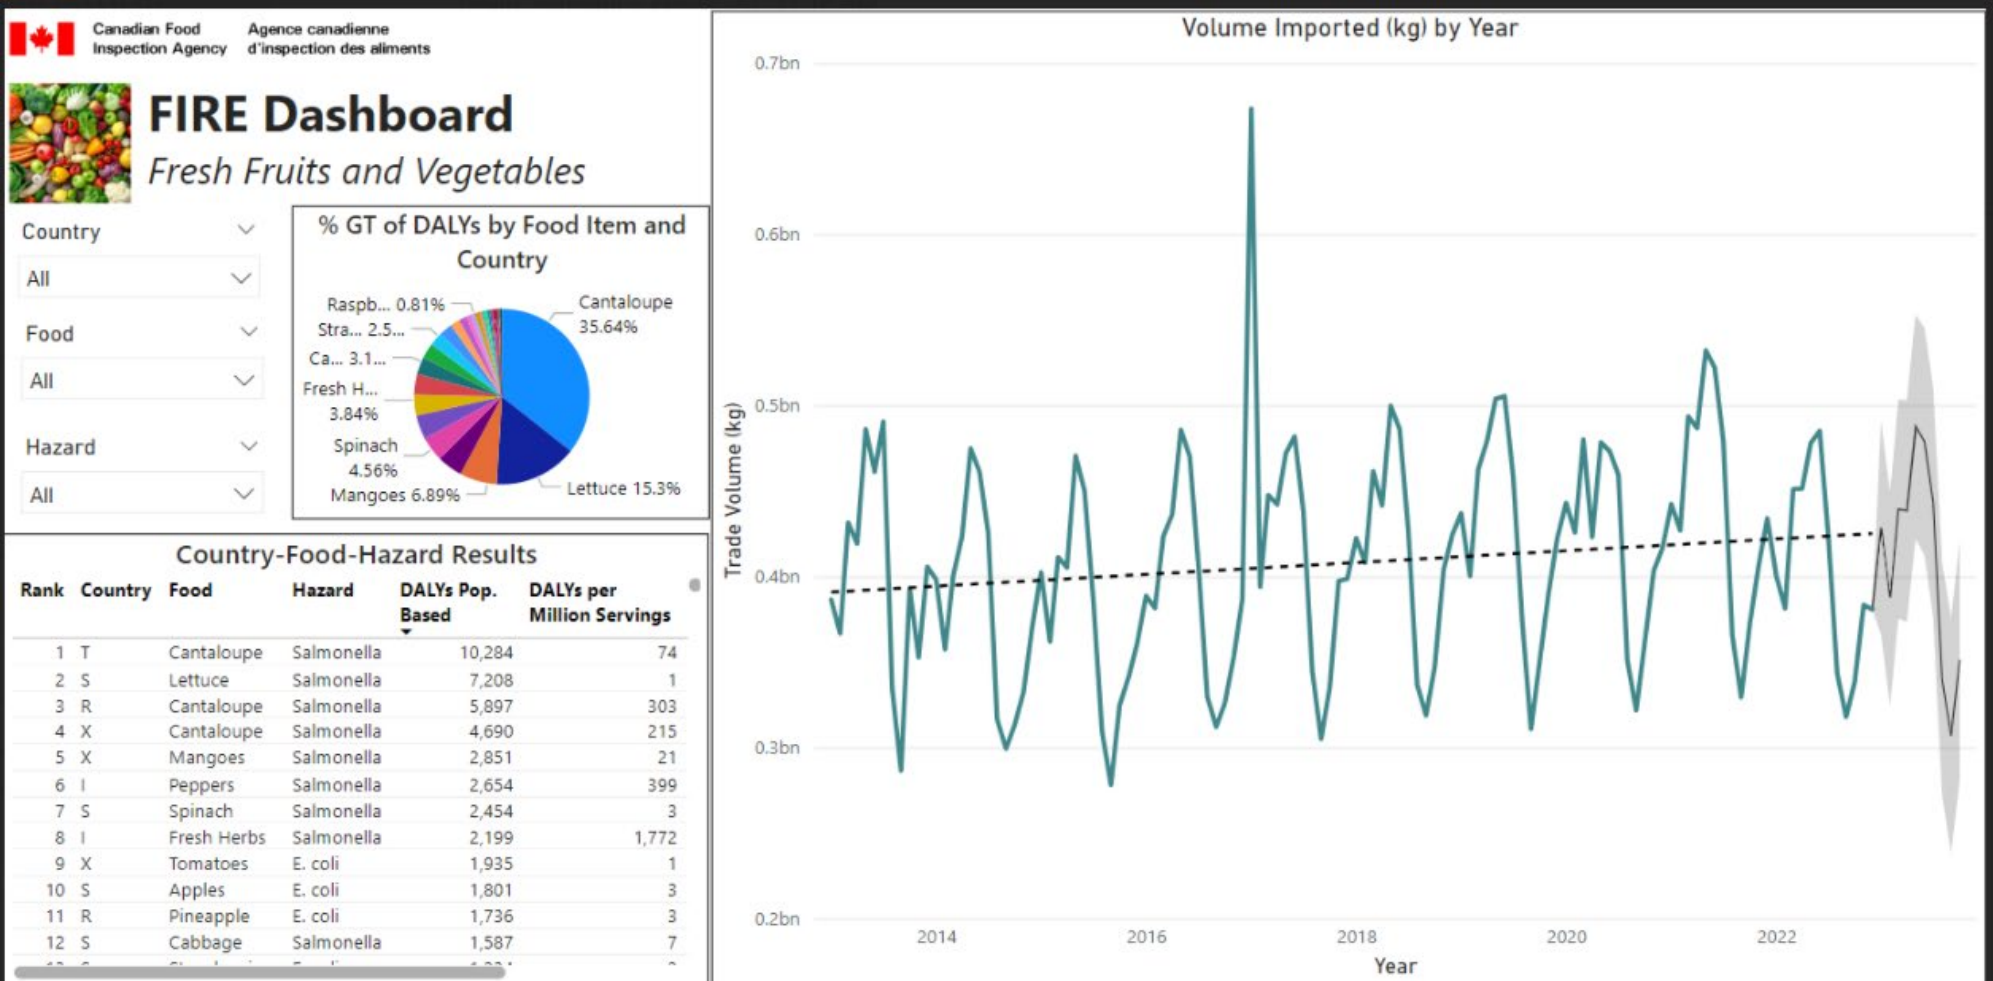 Canadian Food
Inspection Agency
Agence canadienne
d'inspection des aliments
FIRE Dashboard
Fresh Fruits and Vegetables
Country
All
Food
All
Hazard
All
% GT of DALYs by Food Item and
Country
Raspb... 0.81%
Stra... 2.5...
Ca... 3.1...
Fresh H...
3.84%
Spinach
4.56%
Mangoes 6.89%
Cantaloupe
35.64%
Lettuce 15.3%
Country-Food-Hazard Results
Rank Country Food Hazard DALYs Pop. Based DALYs per Million Servings
1 T Cantaloupe Salmonella 10,284 74
2 S Lettuce Salmonella 7,208 1
3 R Cantaloupe Salmonella 5,897 303
4 X Cantaloupe Salmonella 4,690 215
5 X Mangoes Salmonella 2,851 21
6 I Peppers Salmonella 2,654 399
7 S Spinach Salmonella 2,454 3
8 I Fresh Herbs Salmonella 2,199 1,772
9 X Tomatoes E. coli 1,935 1
10 S Apples E. coli 1,801 3
11 R Pineapple E. coli 1,736 3
12 S Cabbage Salmonella 1,587 7
Volume Imported (kg) by Year
Trade Volume (kg)
0.7bn
0.6bn
0.5bn
0.4bn
0.3bn
0.2bn
2014 2016 2018 2020 2022
Year